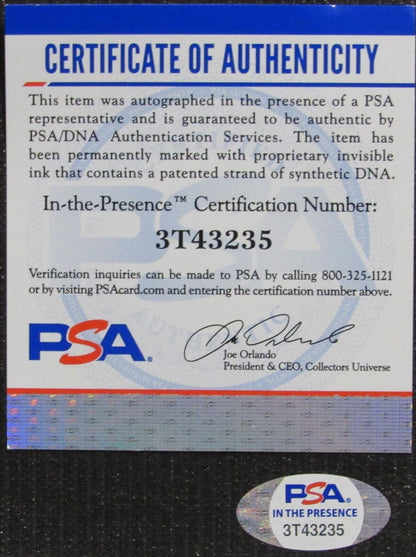 CERTIFICATE OF AUTHENTICITY
This item was autographed in the presence of a PSA
representative and is guaranteed to be authentic by
PSA/DNA Authentication Services. The item has
been permanently marked with proprietary invisible
ink that contains a patented strand of synthetic DNA.
In-the-Presence™ Certification Number:
3T43235
Verification inquiries can be made to PSA by calling 800-325-1121
or by visiting PSAcard.com and entering the certification number above.
PSA®
Joe Orlando
President & CEO, Collectors Universe
PSA
IN THE PRESENCE
3T43235